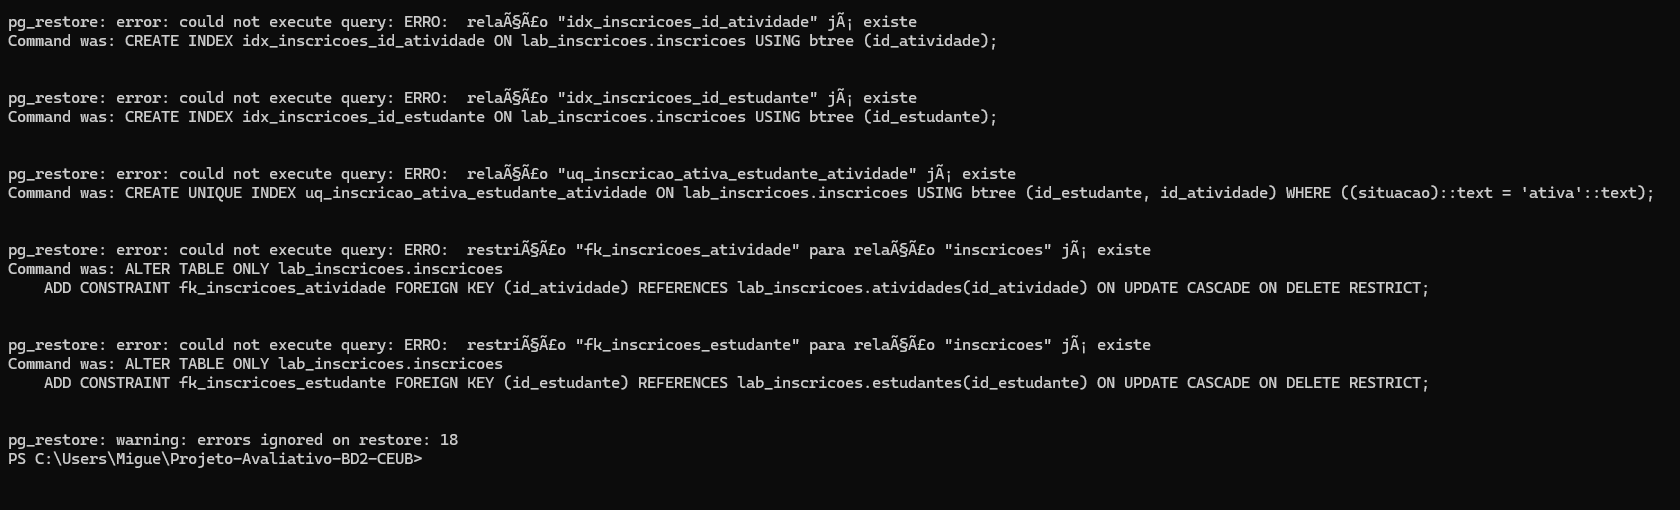 pg_restore: error: could not execute query: ERRO:  relaÃ§Ã£o "idx_inscricoes_id_atividade" jÃ¡ existe
Command was: CREATE INDEX idx_inscricoes_id_atividade ON lab_inscricoes.inscricoes USING btree (id_atividade);
pg_restore: error: could not execute query: ERRO:  relaÃ§Ã£o "idx_inscricoes_id_estudante" jÃ¡ existe
Command was: CREATE INDEX idx_inscricoes_id_estudante ON lab_inscricoes.inscricoes USING btree (id_estudante);
pg_restore: error: could not execute query: ERRO:  relaÃ§Ã£o "uq_inscricao_ativa_estudante_atividade" jÃ¡ existe
Command was: CREATE UNIQUE INDEX uq_inscricao_ativa_estudante_atividade ON lab_inscricoes.inscricoes USING btree (id_estudante, id_atividade) WHERE ((situacao)::text = 'ativa'::text);
pg_restore: error: could not execute query: ERRO:  restriÃ§Ã£o "fk_inscricoes_atividade" para relaÃ§Ã£o "inscricoes" jÃ¡ existe
Command was: ALTER TABLE ONLY lab_inscricoes.inscricoes
    ADD CONSTRAINT fk_inscricoes_atividade FOREIGN KEY (id_atividade) REFERENCES lab_inscricoes.atividades(id_atividade) ON UPDATE CASCADE ON DELETE RESTRICT;
pg_restore: error: could not execute query: ERRO:  restriÃ§Ã£o "fk_inscricoes_estudante" para relaÃ§Ã£o "inscricoes" jÃ¡ existe
Command was: ALTER TABLE ONLY lab_inscricoes.inscricoes
    ADD CONSTRAINT fk_inscricoes_estudante FOREIGN KEY (id_estudante) REFERENCES lab_inscricoes.estudantes(id_estudante) ON UPDATE CASCADE ON DELETE RESTRICT;
pg_restore: warning: errors ignored on restore: 18
PS C:\Users\Migue\Projeto-Avaliativo-BD2-CEUB>